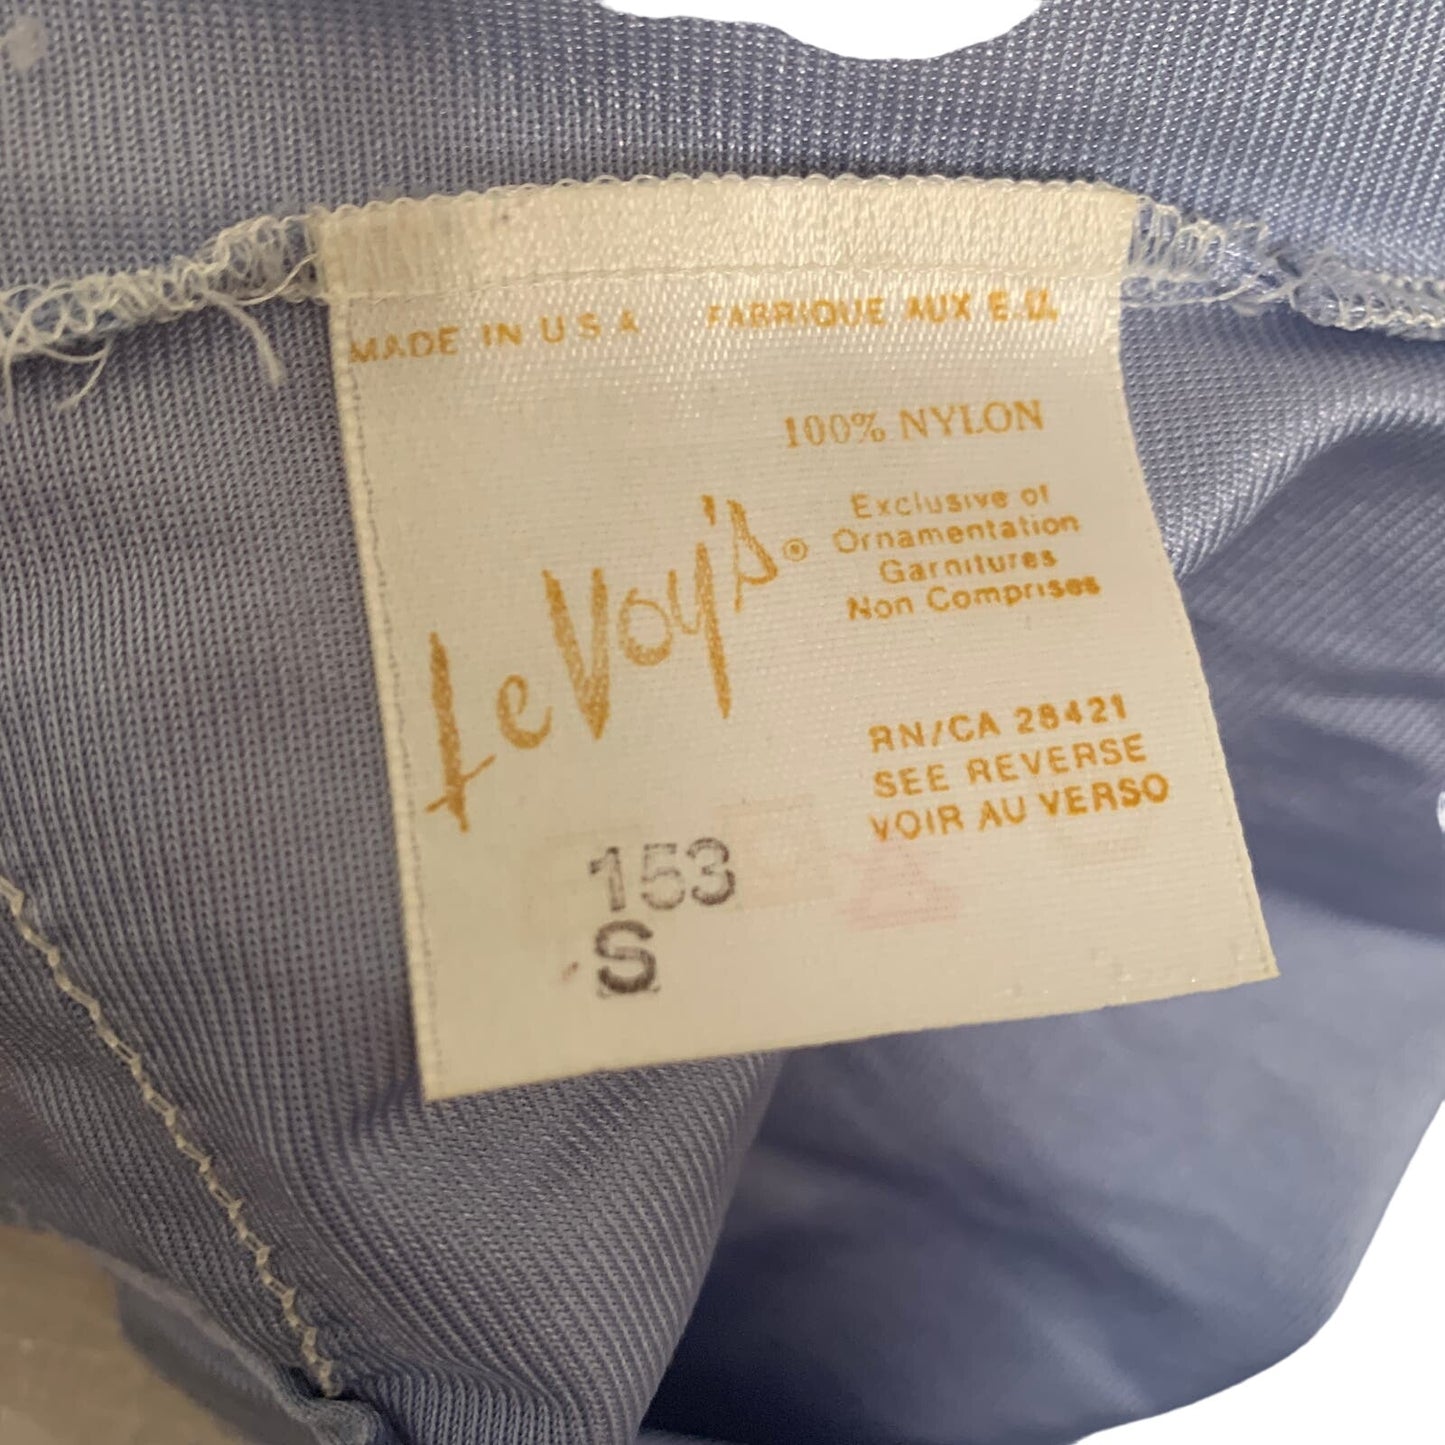 MADE IN U S A FABRIQUE AUX E.U.
100% NYLON
LeVoy's®
Exclusive of
Ornamentation
Garnitures
Non Comprises
RN/CA 28421
SEE REVERSE
VOIR AU VERSO
153
S